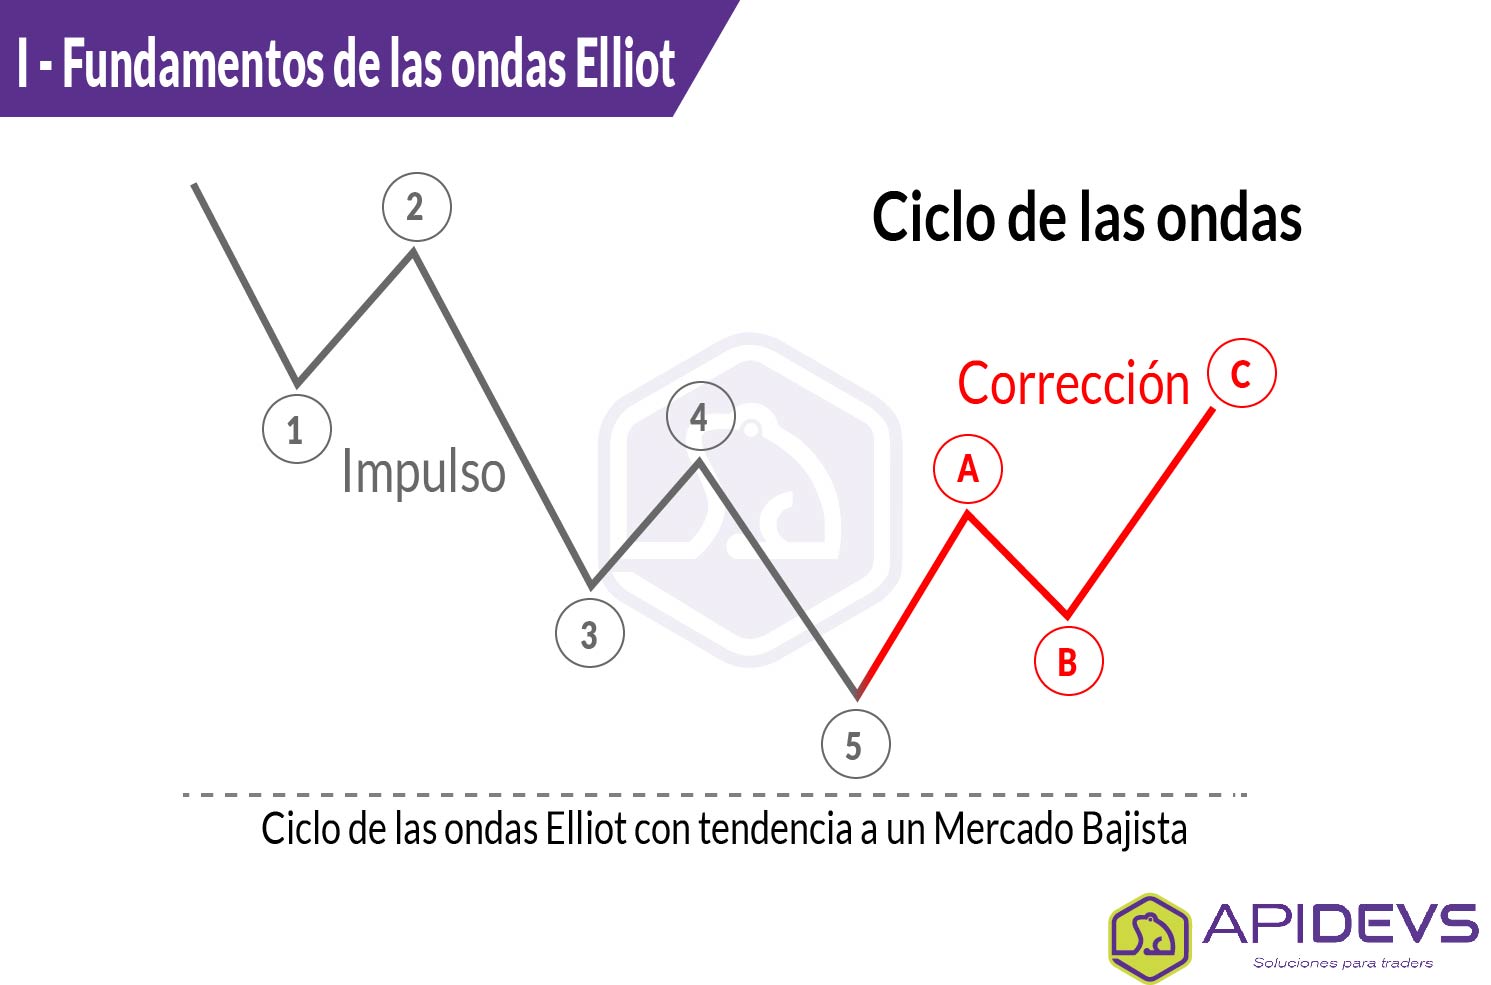 I - Fundamentos de las ondas Elliot
Ciclo de las ondas
2
1
Impulso
4
3
5
Corrección
C
A
B
Ciclo de las ondas Elliot con tendencia a un Mercado Bajista
APIDEVS
Soluciones para traders